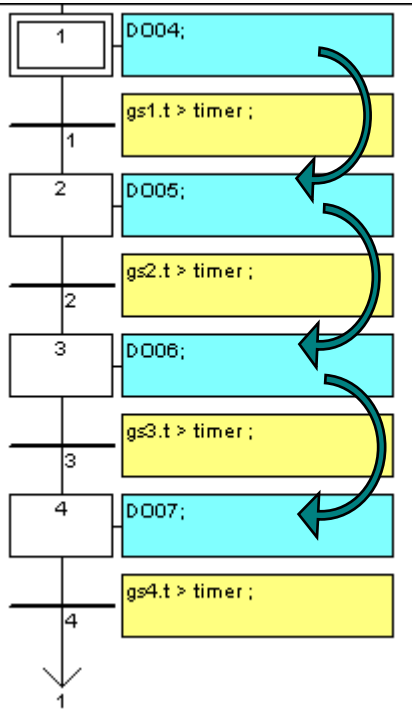 1
DO04;
gs1.t > timer ;
1
2
DO05;
gs2.t > timer ;
2
3
DO06;
gs3.t > timer ;
3
4
DO07;
gs4.t > timer ;
4
1